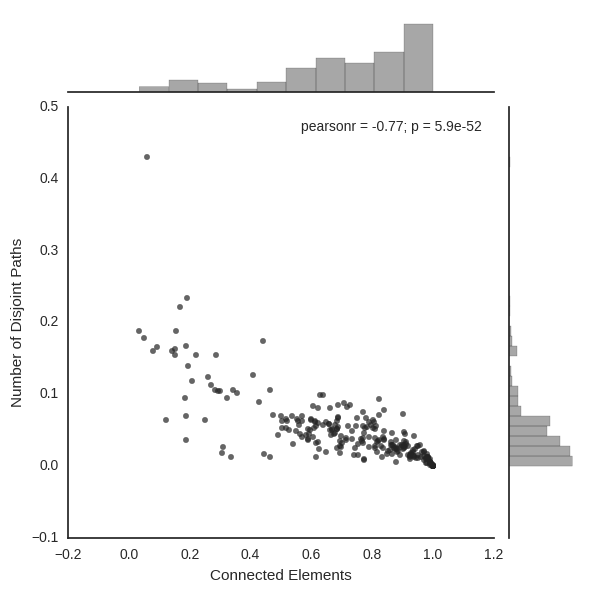 pearsonr = -0.77; p = 5.9e-52
0.5
0.4
0.3
0.2
0.1
0.0
−0.1
Number of Disjoint Paths
−0.2 0.0 0.2 0.4 0.6 0.8 1.0 1.2
Connected Elements